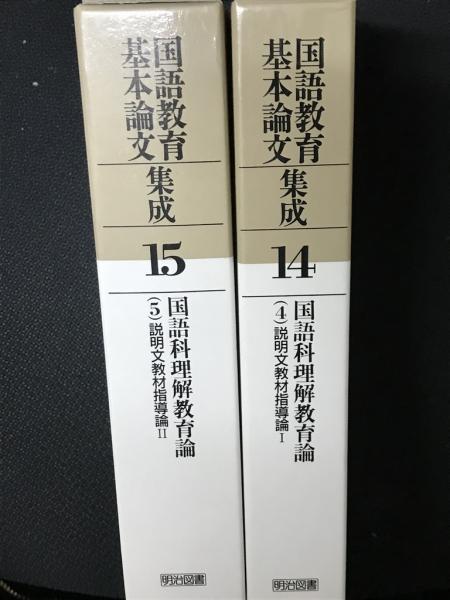 国語教育
基本論文
集成
15
国語科理解教育論
(5)説明文教材指導論II
明治図書
国語教育
基本論文
集成
14
国語科理解教育論
(4)説明文教材指導論I
明治図書